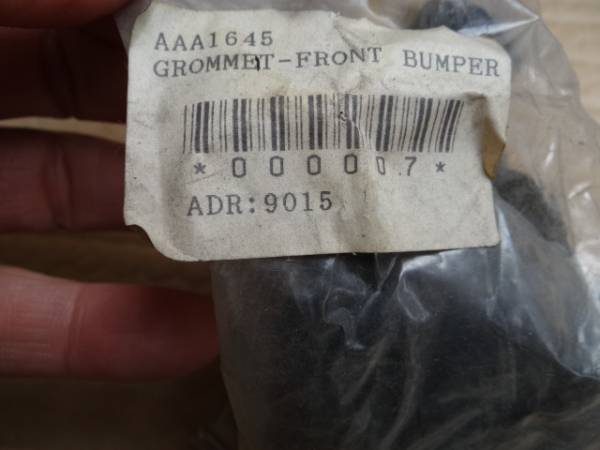 AAA1645
GROMMET-FRONT BUMPER
*000007*
ADR:9015